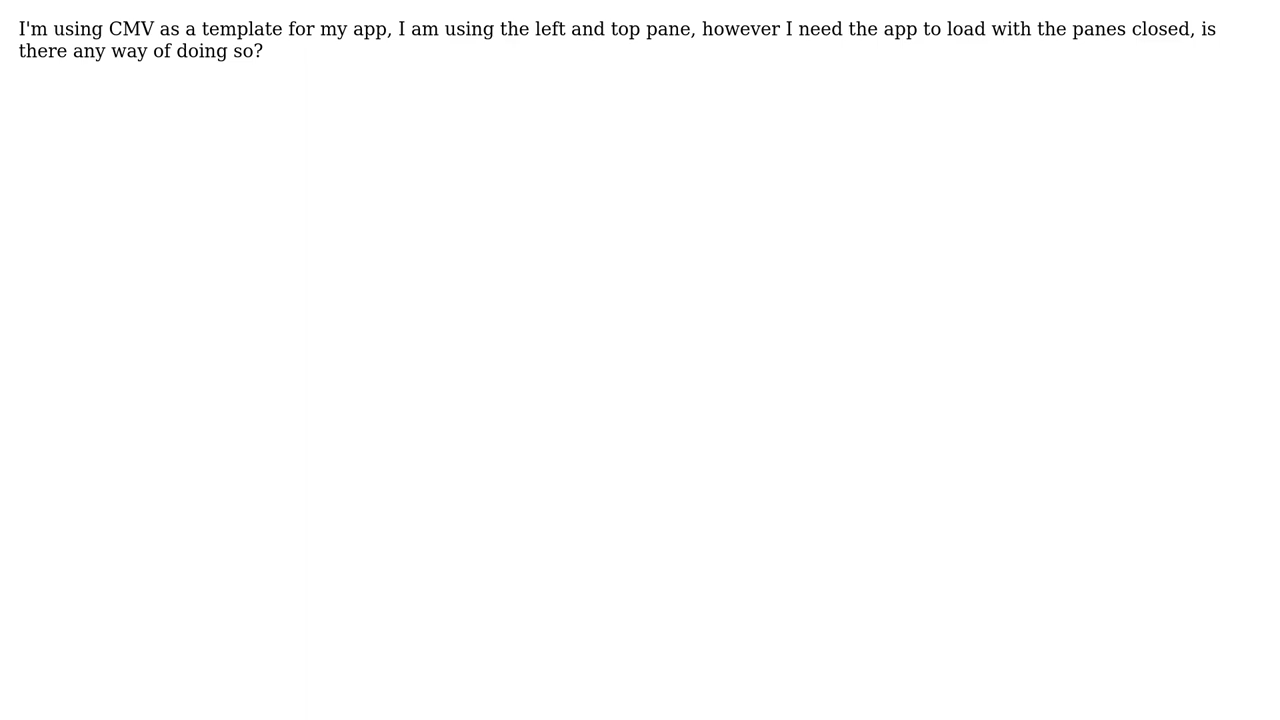 I'm using CMV as a template for my app, I am using the left and top pane, however I need the app to load with the panes closed, is
there any way of doing so?